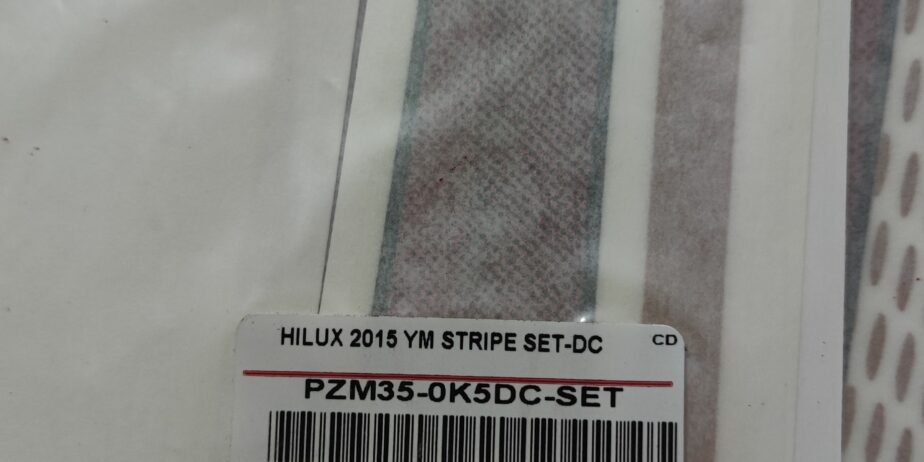 HILUX 2015 YM STRIPE SET-DC CD
PZM35-0K5DC-SET